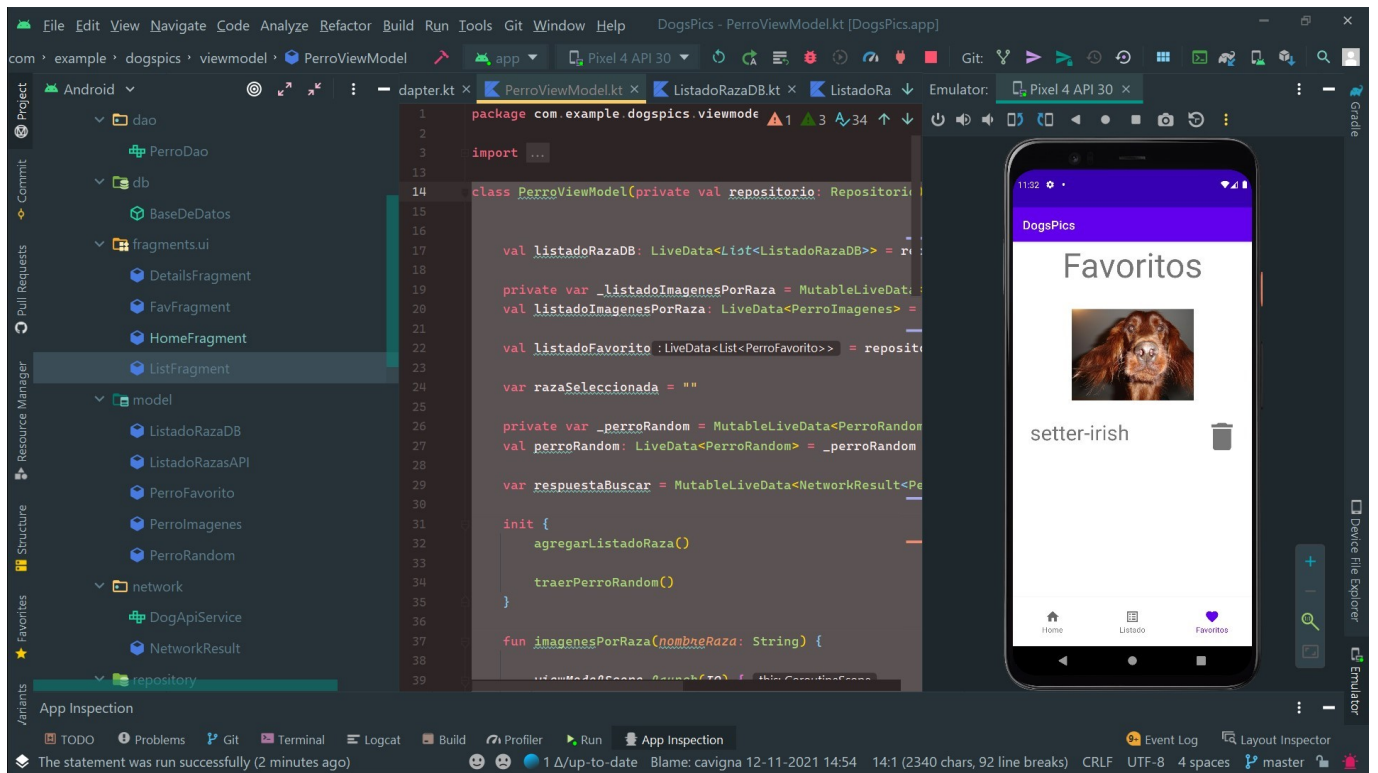 File Edit View Navigate Code Analyze Refactor Build Run Tools Git Window Help DogsPics - PerroViewModel.kt [DogsPics.app]
com › example › dogspics › viewmodel › PerroViewModel app Pixel 4 API 30 Git:
Project Android dapter.kt PerroViewModel.kt ListadoRazaDB.kt ListadoRa Emulator: Pixel 4 API 30
Gradle
Commit
Pull Requests
Resource Manager
Structure
Favorites
Variants
dao
PerroDao
db
BaseDeDatos
fragments.ui
DetailsFragment
FavFragment
HomeFragment
ListFragment
model
ListadoRazaDB
ListadoRazasAPI
PerroFavorito
PerroImagenes
PerroRandom
network
DogApiService
NetworkResult
repository
1 package com.example.dogspics.viewmode 1 3 34
2
3 import ...
13
14 class PerroViewModel(private val repositorio: Repositorio
15
16
17 val listadoRazaDB: LiveData<List<ListadoRazaDB>> = re
18
19 private var _listadoImagenesPorRaza = MutableLiveData
20 val listadoImagenesPorRaza: LiveData<PerroImagenes> =
21
22 val listadoFavorito : LiveData<List<PerroFavorito>> = reposito
23
24 var razaSeleccionada = ""
25
26 private var _perroRandom = MutableLiveData<PerroRandom
27 val perroRandom: LiveData<PerroRandom> = _perroRandom
28
29 var respuestaBuscar = MutableLiveData<NetworkResult<Pe
30
31 init {
32 agregarListadoRaza()
33
34 traerPerroRandom()
35 }
36
37 fun imagenesPorRaza(nombreRaza: String) {
38
39 viewModelScope.launch(IO) { this: CoroutineScope
11:32
DogsPics
Favoritos
setter-irish
Home Listado Favoritos
Device File Explorer
Emulator
App Inspection
TODO Problems Git Terminal Logcat Build Profiler Run App Inspection 9+ Event Log Layout Inspector
The statement was run successfully (2 minutes ago) 1 Δ/up-to-date Blame: cavigna 12-11-2021 14:54 14:1 (2340 chars, 92 line breaks) CRLF UTF-8 4 spaces master